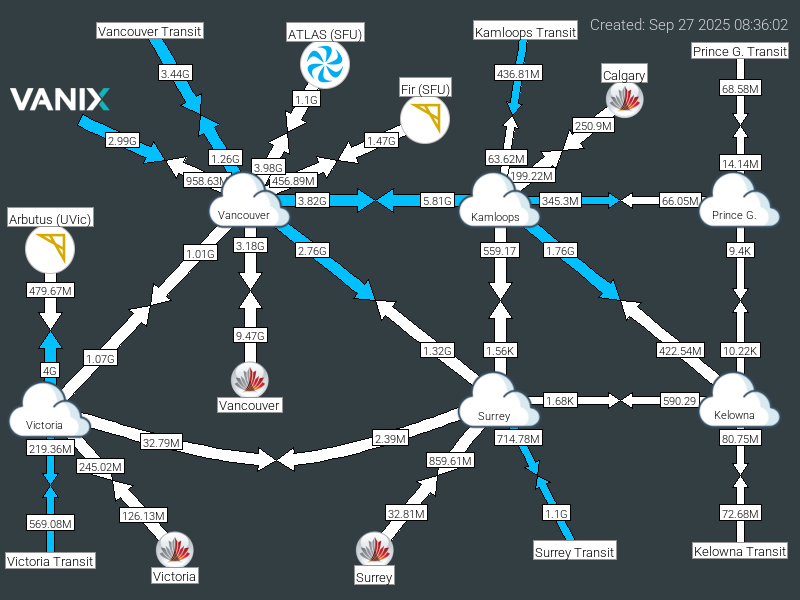 Created: Sep 27 2025 08:36:02
Vancouver Transit
ATLAS (SFU)
Kamloops Transit
Prince G. Transit
3.44G
436.81M
Calgary
68.58M
VANIX
Fir (SFU)
1.1G
250.9M
2.99G
1.47G
1.26G
63.62M
14.14M
3.98G
958.63M
456.89M
199.22M
3.82G
5.81G
345.3M
66.05M
Vancouver
Kamloops
Prince G.
Arbutus (UVic)
1.01G
3.18G
2.76G
559.17
1.76G
9.4K
479.67M
9.47G
1.07G
1.32G
1.56K
422.54M
10.22K
4G
Vancouver
1.68K
590.29
Victoria
Surrey
Kelowna
32.79M
2.39M
714.78M
80.75M
219.36M
245.02M
859.61M
126.13M
32.81M
1.1G
72.68M
569.08M
Victoria Transit
Victoria
Surrey
Surrey Transit
Kelowna Transit